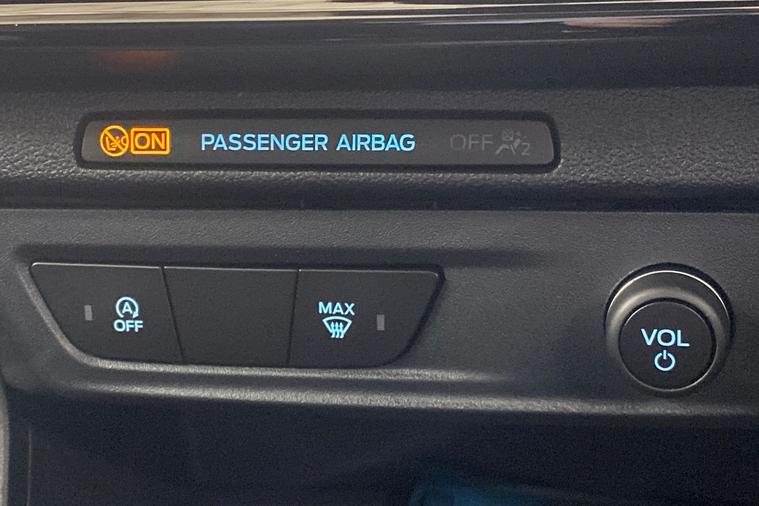 ON PASSENGER AIRBAG OFF 2
A
OFF
MAX
VOL